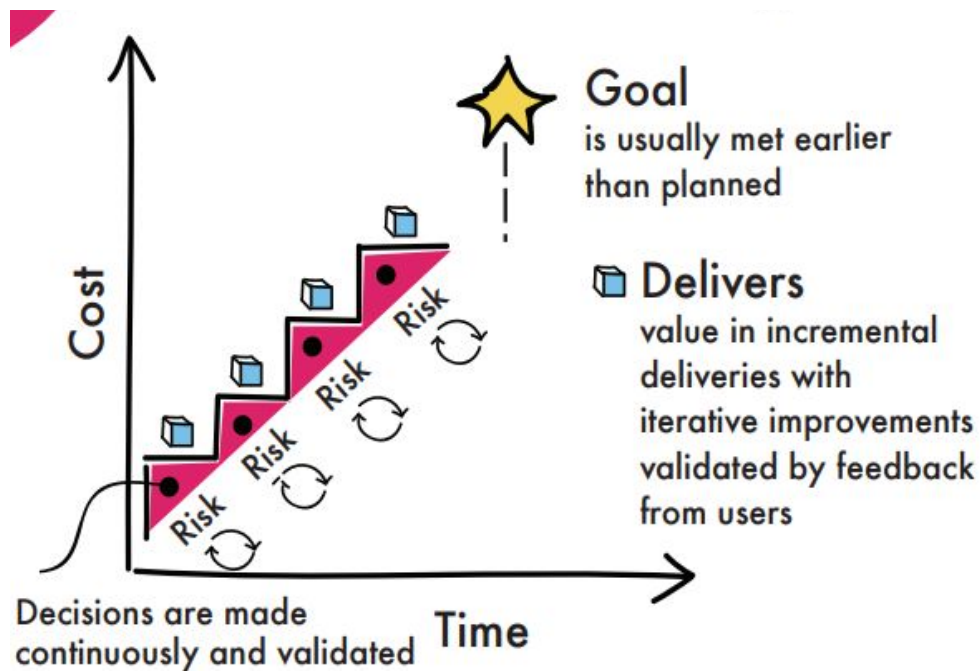 Goal
is usually met earlier
than planned
Cost
Delivers
value in incremental
deliveries with
iterative improvements
validated by feedback
from users
Risk
Risk
Risk
Risk
Decisions are made
continuously and validated
Time